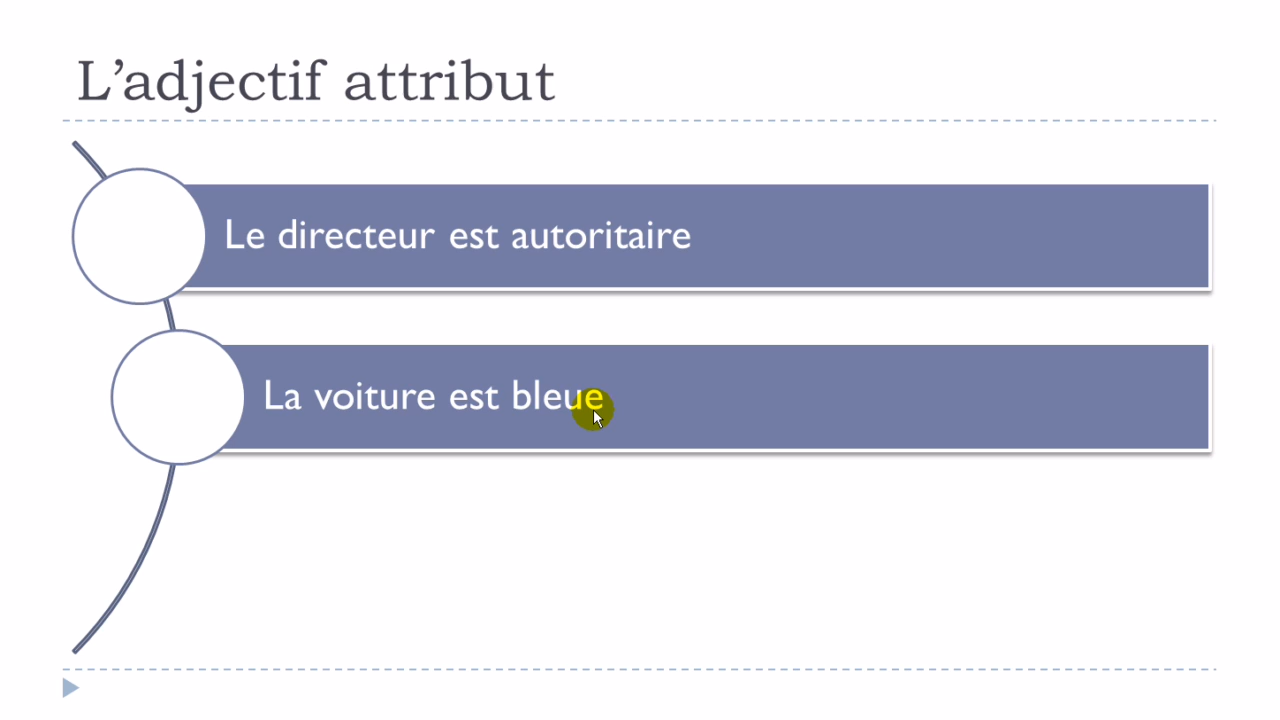 L’adjectif attribut
Le directeur est autoritaire
La voiture est bleue